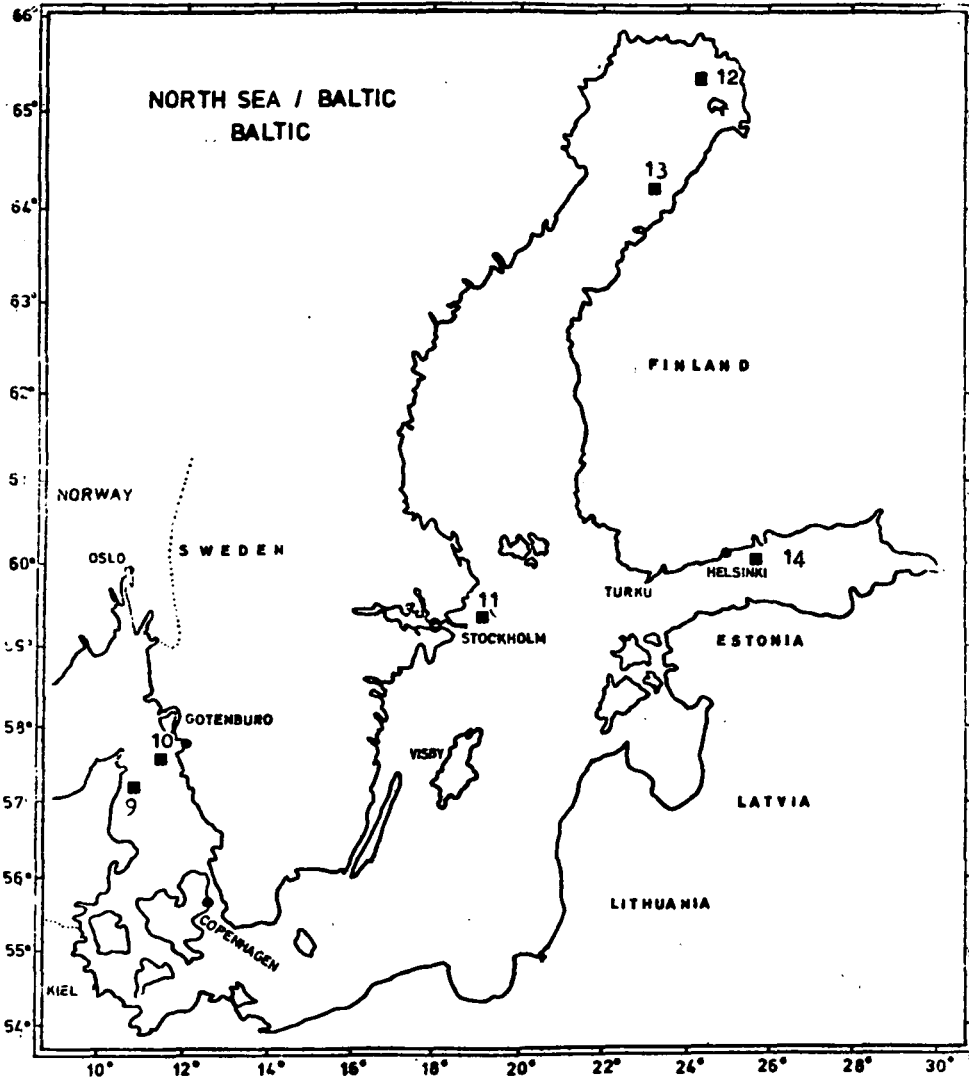 66°
NORTH SEA / BALTIC
BALTIC
12
65°
13
64°
63°
FINLAND
62°
51
NORWAY
SWEDEN
OSLO
60°
14
HELSINKI
TURKU
11
STOCKHOLM
ESTONIA
58°
GOTENBURG
10
VISBY
57°
9
LATVIA
56°
LITHUANIA
COPENHAGEN
55°
KIEL
54°
10° 12° 14° 16° 18° 20° 22° 24° 26° 28° 30°